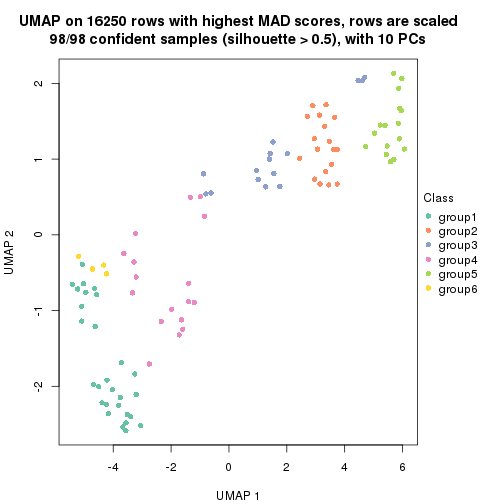 UMAP on 16250 rows with highest MAD scores, rows are scaled
98/98 confident samples (silhouette > 0.5), with 10 PCs
2
1
0
-1
-2
UMAP 2
-4
-2
0
2
4
6
UMAP 1
Class
group1
group2
group3
group4
group5
group6